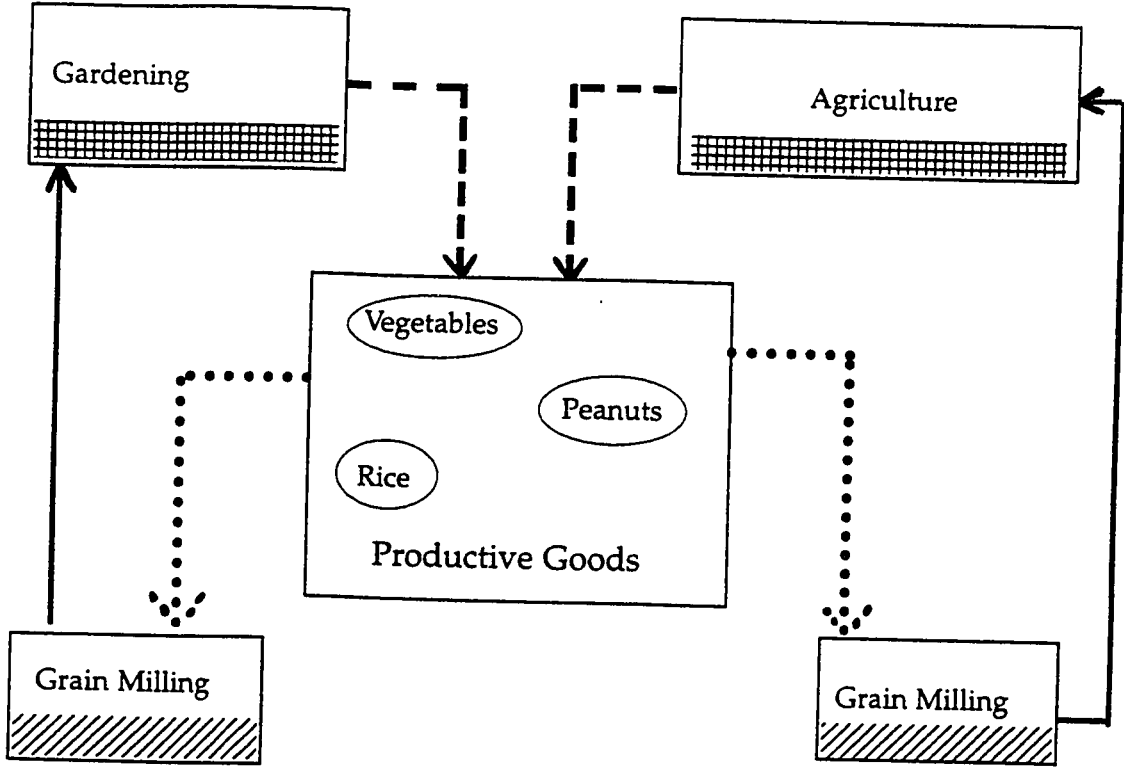 Gardening
Agriculture
Vegetables
Peanuts
Rice
Productive Goods
Grain Milling
Grain Milling